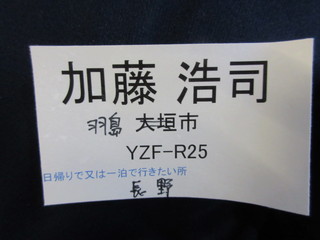 加藤 浩司
羽島 大垣市
YZF-R25
日帰りで又は一泊で行きたい所
長野